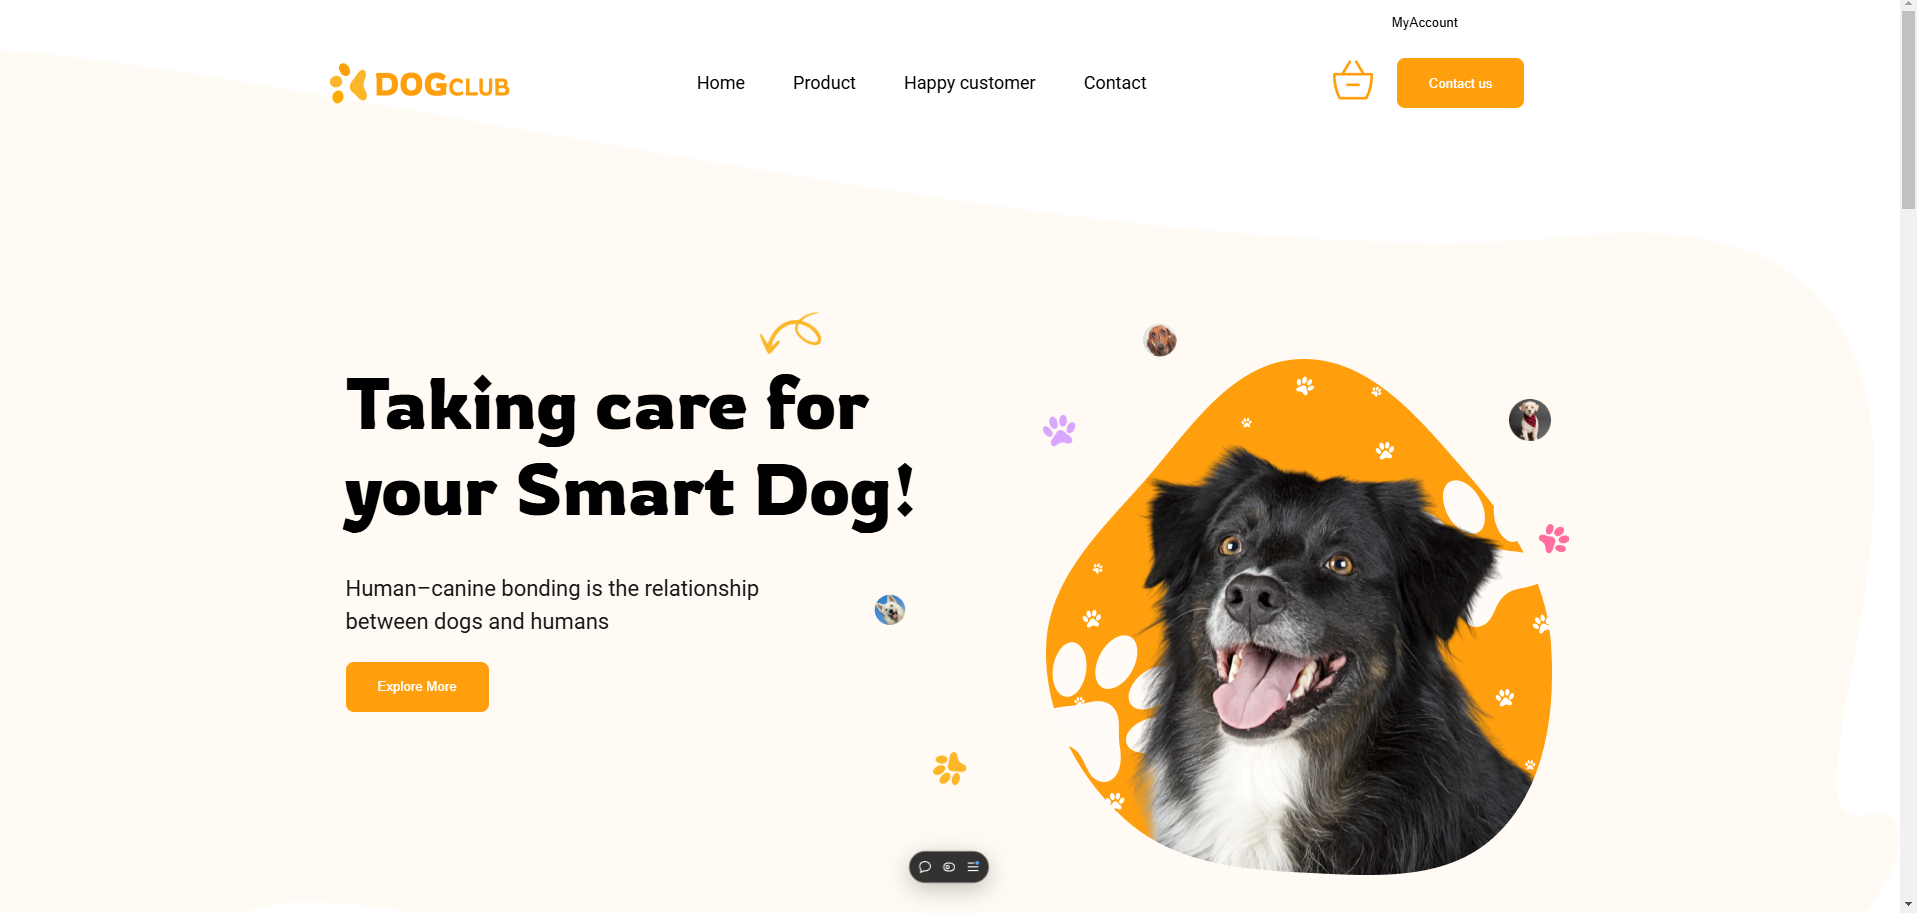 MyAccount
DOGCLUB
Home
Product
Happy customer
Contact
Contact us
Taking care for
your Smart Dog!
Human–canine bonding is the relationship
between dogs and humans
Explore More